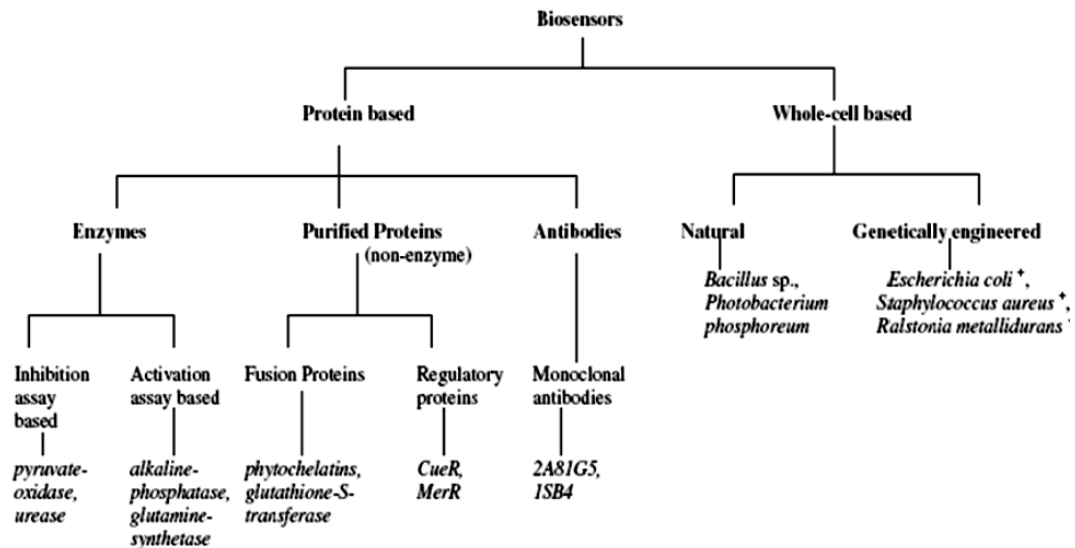 Biosensors
Protein based
Whole-cell based
Enzymes
Purified Proteins
(non-enzyme)
Antibodies
Natural
Genetically engineered
Bacillus sp.,
Photobacterium
phosphoreum
Escherichia coli +,
Staphylococcus aureus +,
Ralstonia metallidurans +
Inhibition
assay
based
Activation
assay based
Fusion Proteins
Regulatory
proteins
Monoclonal
antibodies
pyruvate-
oxidase,
urease
alkaline-
phosphatase,
glutamine-
synthetase
phytochelatins,
glutathione-S-
transferase
CueR,
MerR
2A81G5,
1SB4